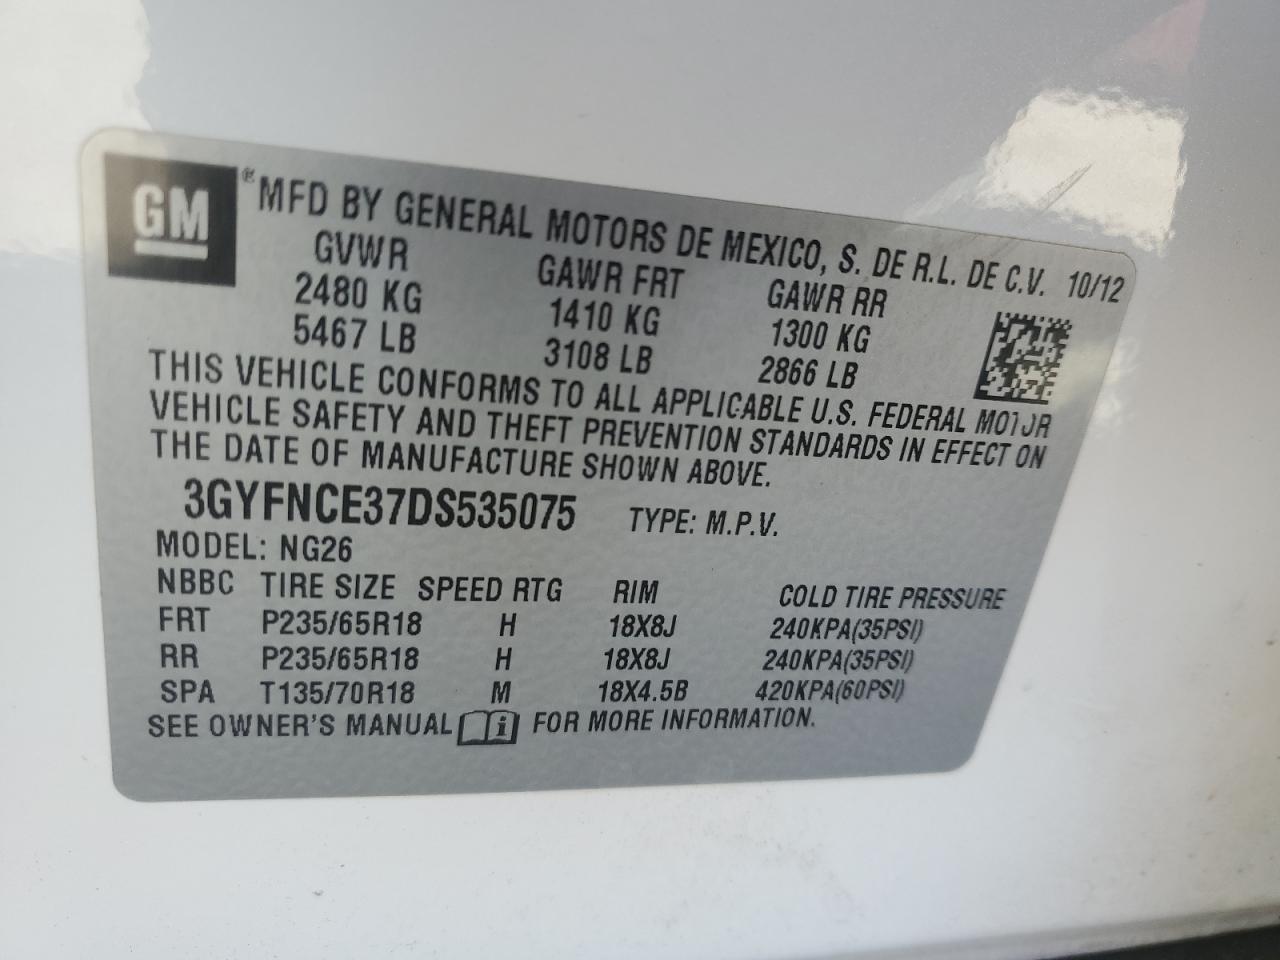 GM ® MFD BY GENERAL MOTORS DE MEXICO, S. DE R.L. DE C.V. 10/12
GVWR GAWR FRT GAWR RR
2480 KG 1410 KG 1300 KG
5467 LB 3108 LB 2866 LB
THIS VEHICLE CONFORMS TO ALL APPLICABLE U.S. FEDERAL MOTOR
VEHICLE SAFETY AND THEFT PREVENTION STANDARDS IN EFFECT ON
THE DATE OF MANUFACTURE SHOWN ABOVE.
3GYFNCE37DS535075 TYPE: M.P.V.
MODEL: NG26
NBBC TIRE SIZE SPEED RTG RIM COLD TIRE PRESSURE
FRT P235/65R18 H 18X8J 240KPA(35PSI)
RR P235/65R18 H 18X8J 240KPA(35PSI)
SPA T135/70R18 M 18X4.5B 420KPA(60PSI)
SEE OWNER'S MANUAL i FOR MORE INFORMATION.